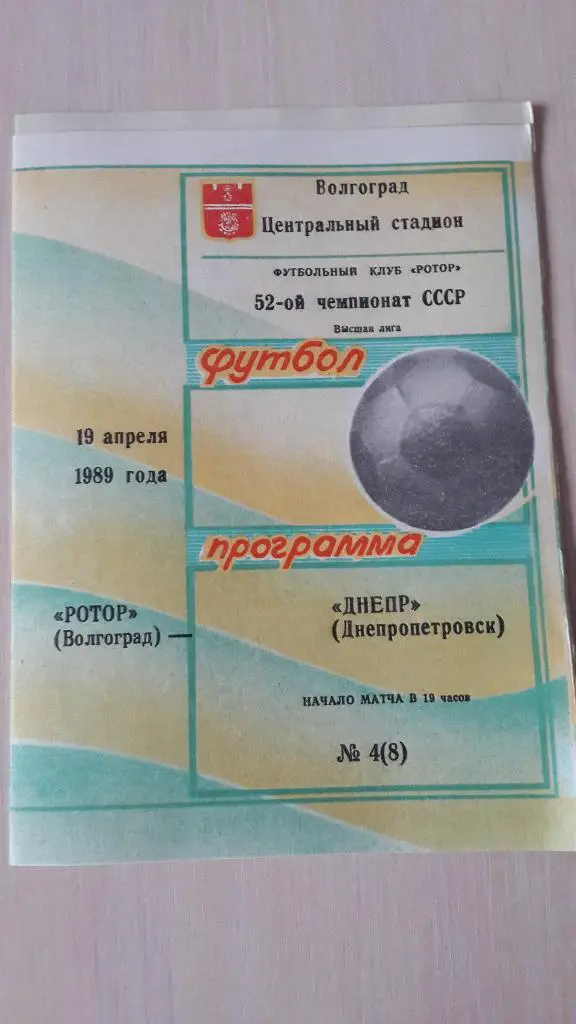 Волгоград
Центральный стадион
ФУТБОЛЬНЫЙ КЛУБ «РОТОР»
52-ой чемпионат СССР
Высшая лига
футбол
19 апреля
1989 года
программа
«РОТОР»
(Волгоград) —
«ДНЕПР»
(Днепропетровск)
НАЧАЛО МАТЧА В 19 часов
№ 4(8)